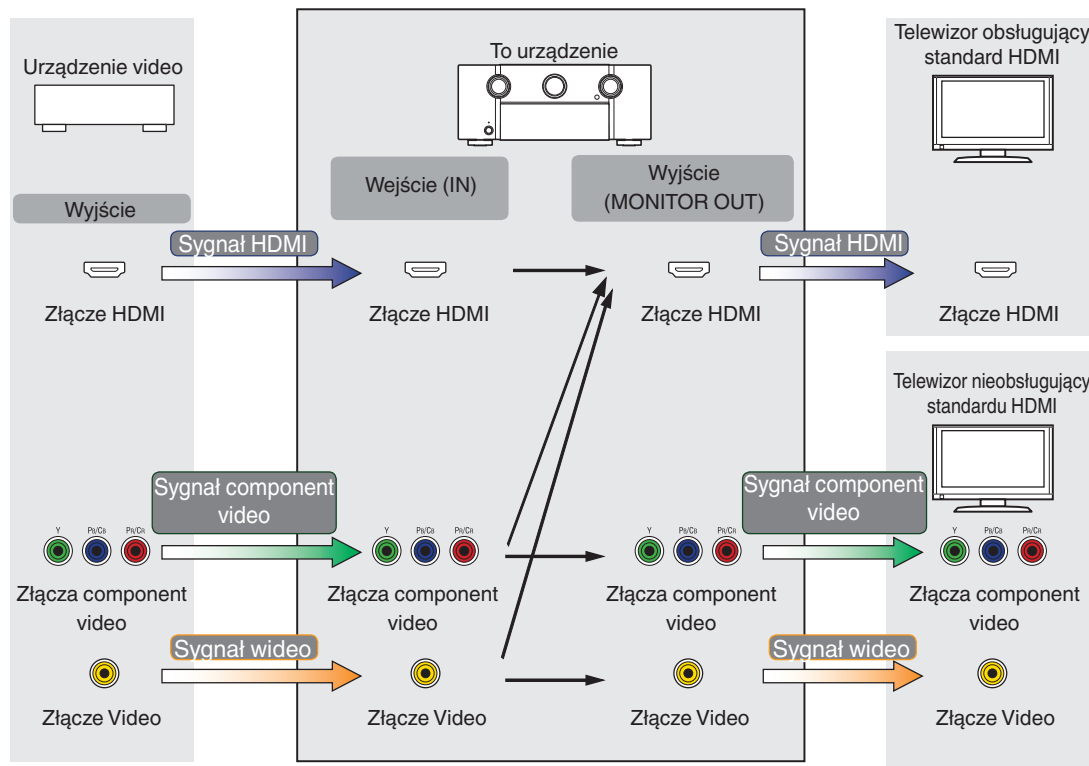 Urządzenie video
To urządzenie
Telewizor obsługujący
standard HDMI
Wyjście
Wejście (IN)
Wyjście
(MONITOR OUT)
Sygnał HDMI
Sygnał HDMI
Złącze HDMI
Złącze HDMI
Złącze HDMI
Złącze HDMI
Telewizor nieobsługujący
standardu HDMI
Sygnał component
video
Sygnał component
video
Y PB/CB PR/CR
Y PB/CB PR/CR
Y PB/CB PR/CR
Y PB/CB PR/CR
Złącza component
video
Złącza component
video
Złącza component
video
Złącza component
video
Sygnał wideo
Sygnał wideo
Złącze Video
Złącze Video
Złącze Video
Złącze Video